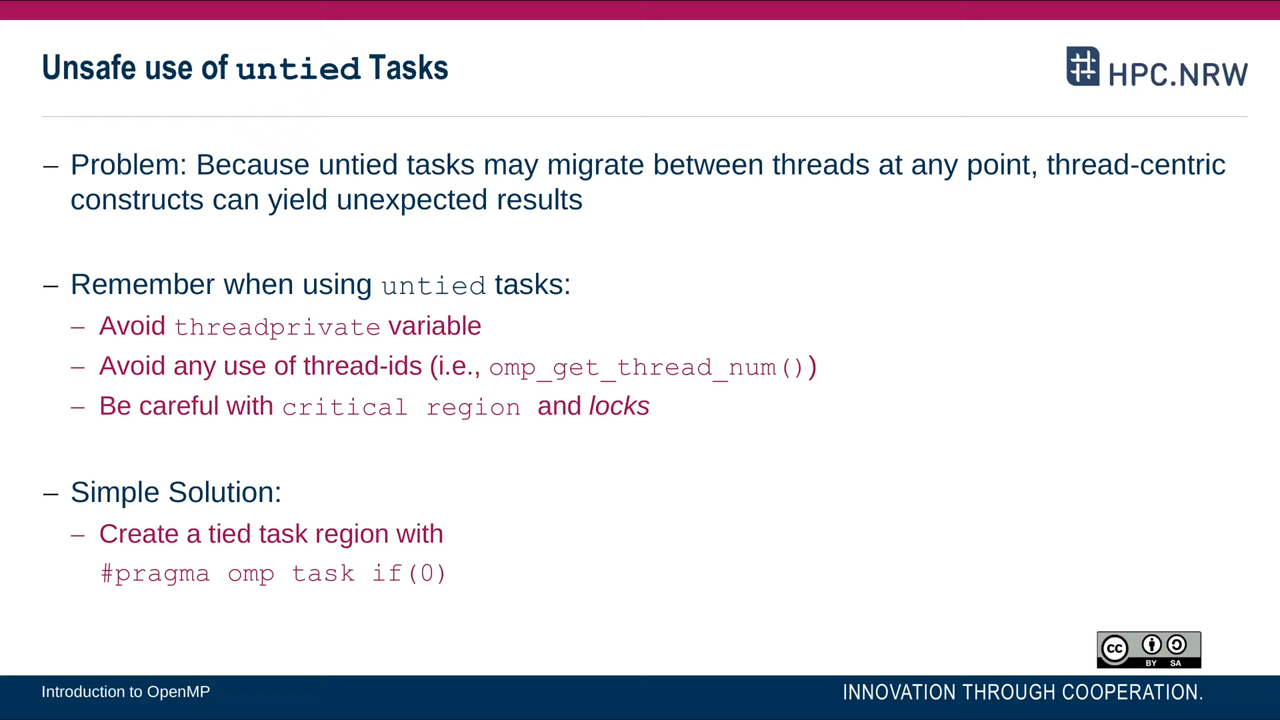 Unsafe use of untied Tasks
HPC.NRW
– Problem: Because untied tasks may migrate between threads at any point, thread-centric
constructs can yield unexpected results
– Remember when using untied tasks:
– Avoid threadprivate variable
– Avoid any use of thread-ids (i.e., omp_get_thread_num())
– Be careful with critical region and locks
– Simple Solution:
– Create a tied task region with
#pragma omp task if(0)
cc
BY SA
Introduction to OpenMP
INNOVATION THROUGH COOPERATION.